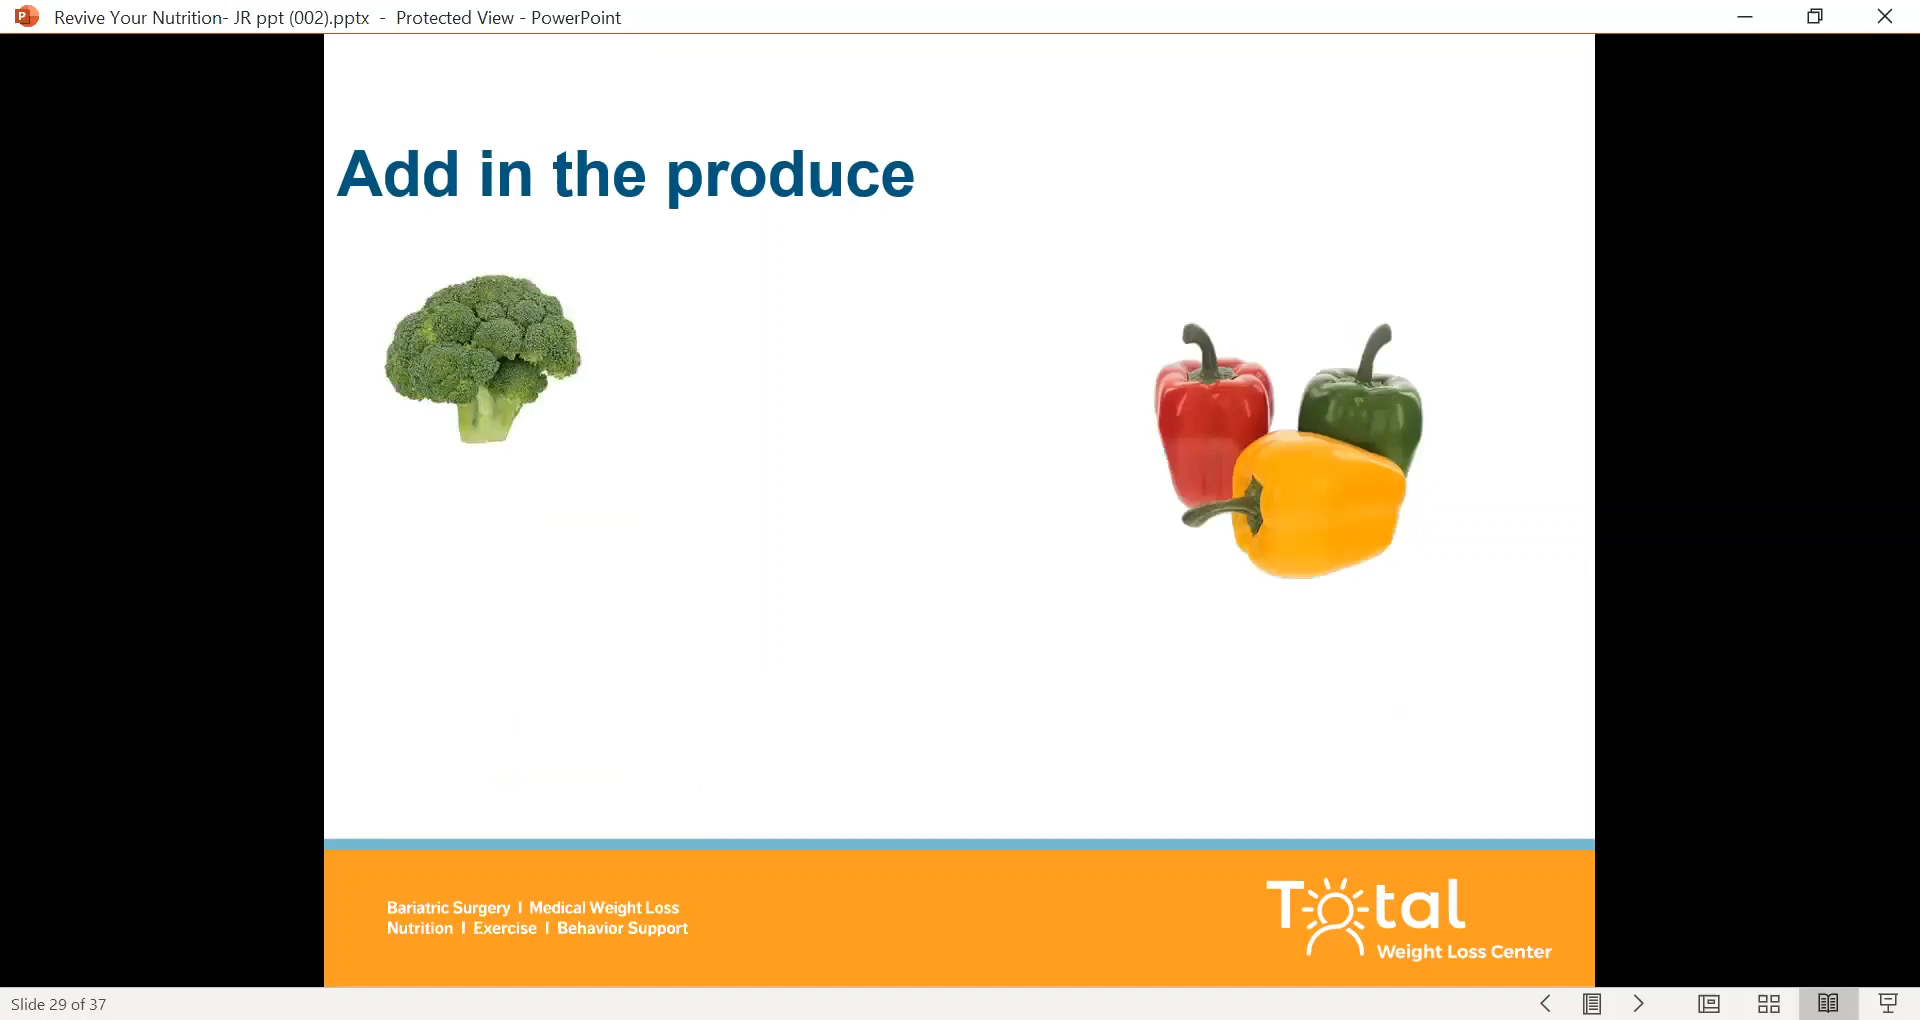 Revive Your Nutrition- JR ppt (002).pptx - Protected View - PowerPoint
Add in the produce
Bariatric Surgery I Medical Weight Loss
Nutrition I Exercise I Behavior Support
Total
Weight Loss Center
Slide 29 of 37